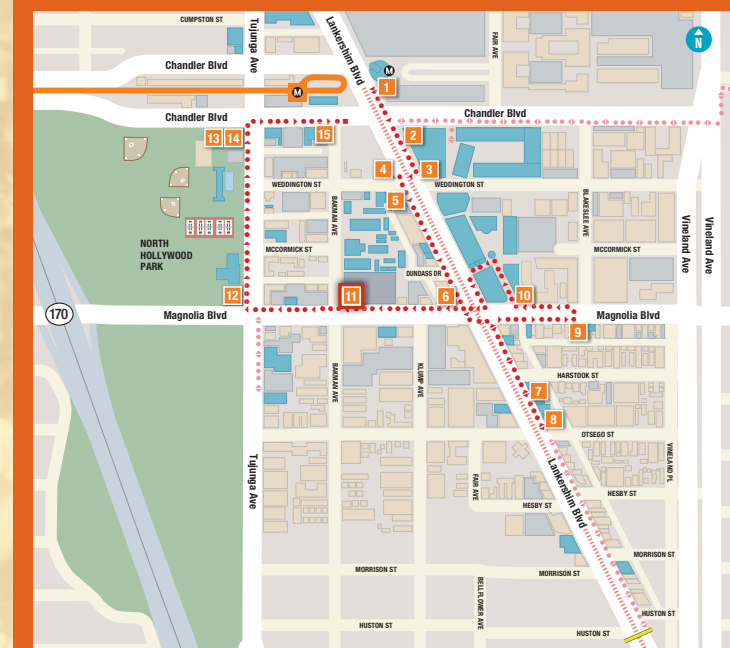 CUMPSTON ST
Tujunga Ave
Lankershim Blvd
FAIR AVE
N
Chandler Blvd
M
M
1
Chandler Blvd
Chandler Blvd
13
14
15
2
4
3
WEDDINGTON ST
WEDDINGTON ST
5
BAKMAN AVE
BLAKESLEE AVE
Vineland Ave
Vineland Ave
NORTH
HOLLYWOOD
PARK
MCCORMICK ST
MCCORMICK ST
DUNDASS DR
12
11
6
10
170
Magnolia Blvd
Magnolia Blvd
9
BAKMAN AVE
KLUMP AVE
HARSTOOK ST
7
8
OTSEGO ST
Tujunga Ave
Lankershim Blvd
FAIR AVE
VINELAND PL
HESBY ST
HESBY ST
MORRISON ST
MORRISON ST
MORRISON ST
BELLFLOWER AVE
HUSTON ST
HUSTON ST
HUSTON ST